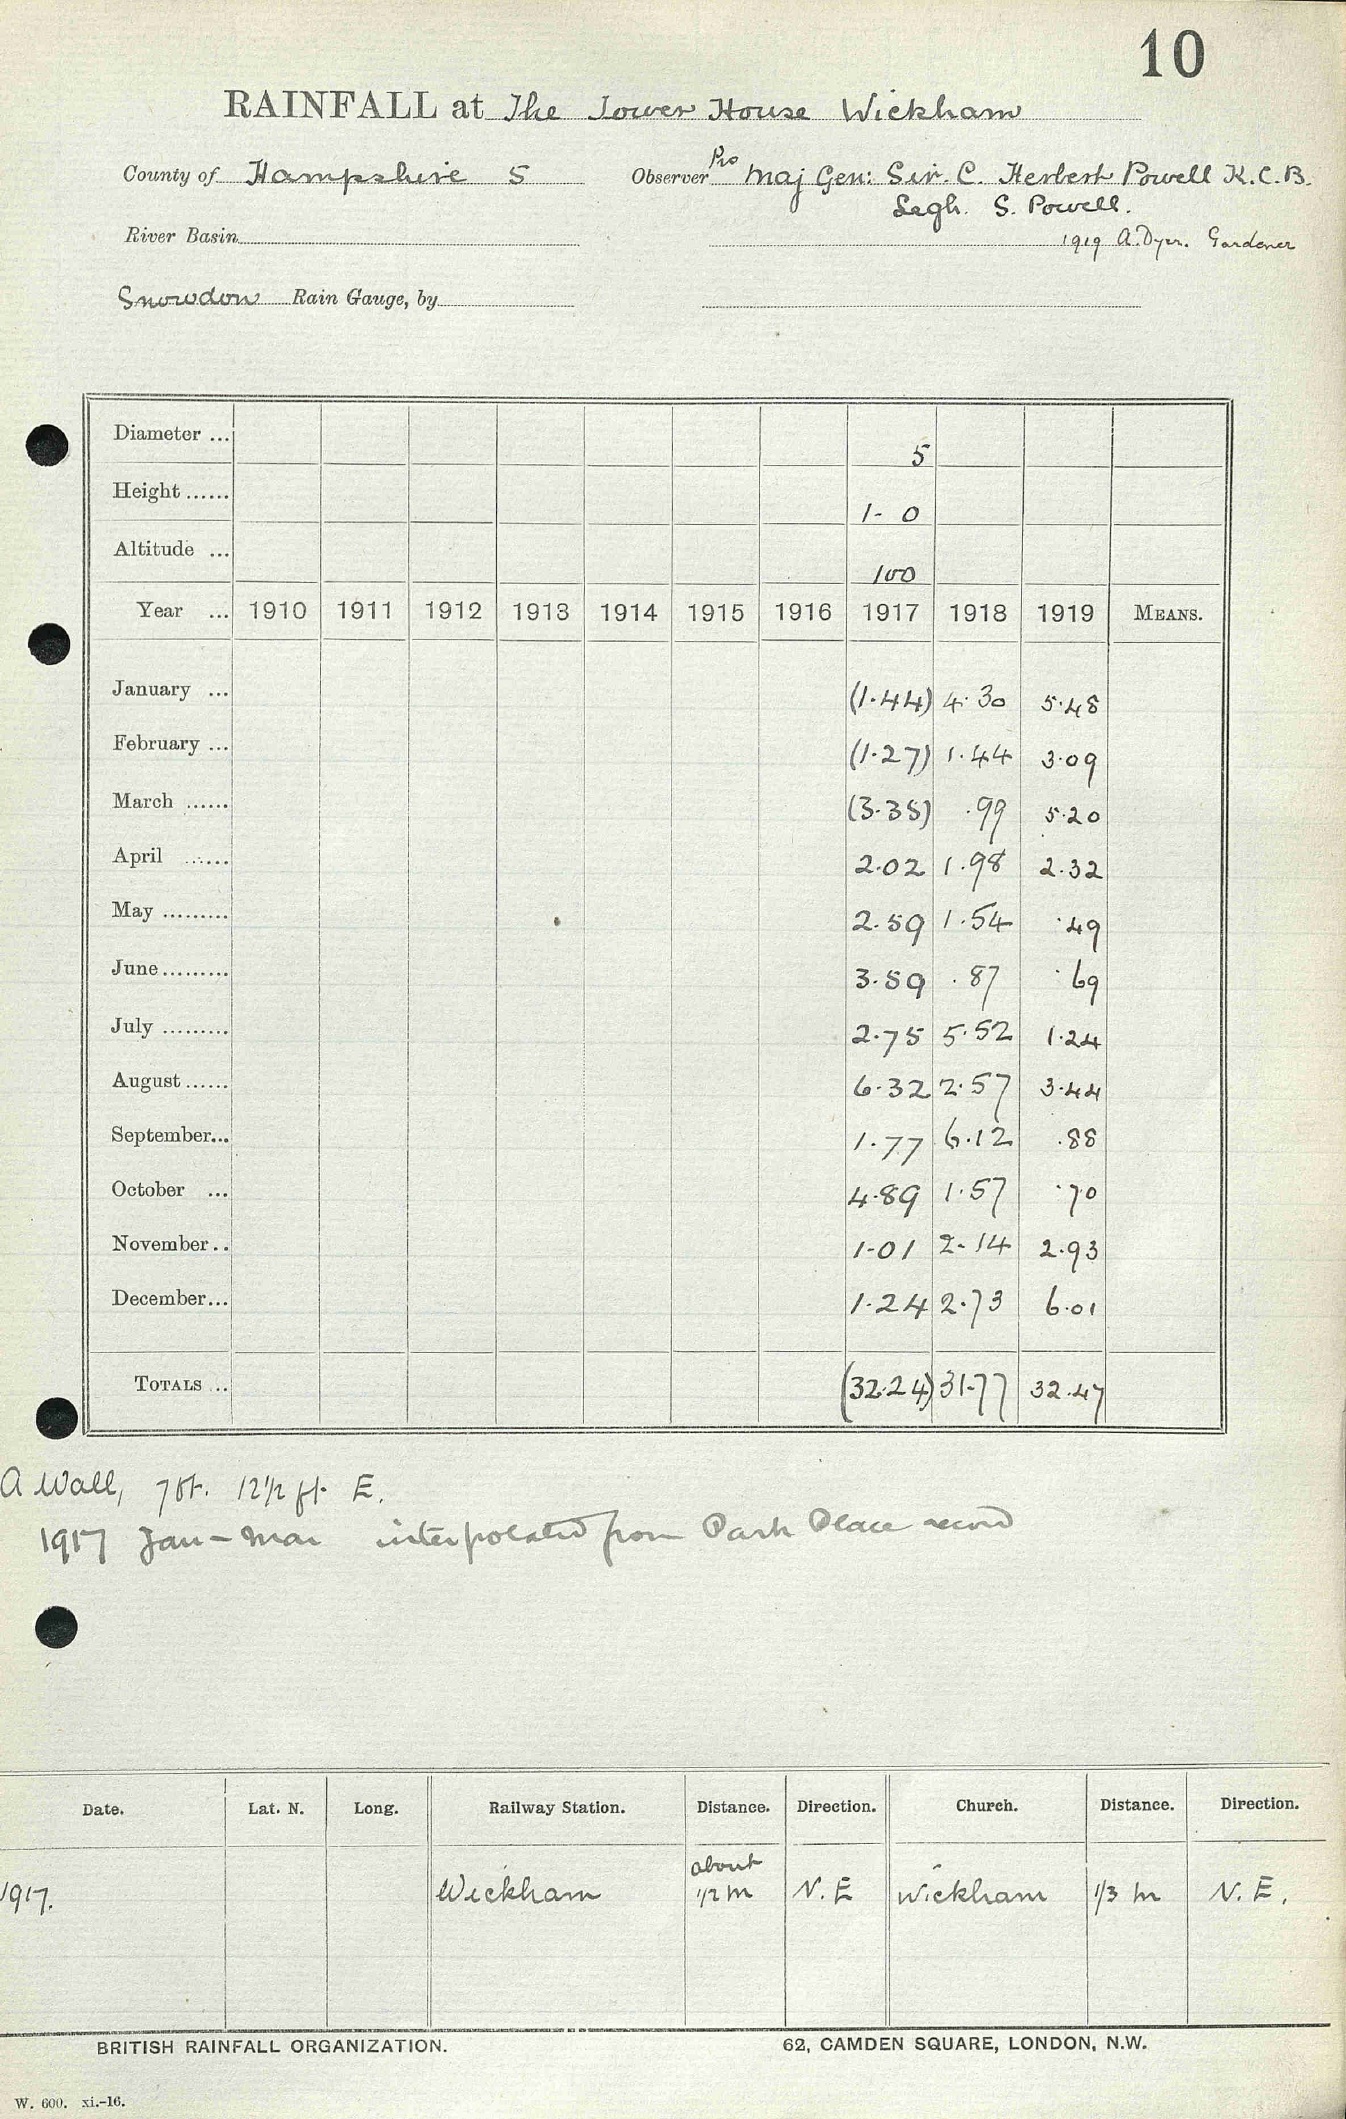 10
RAINFALL at The Tower House Wickham
County of Hampshire S Observer Pro Maj Gen: Sir. C. Herbert Powell K.C.B.
Legh. S. Powell.
River Basin 1919 A. Dyer. Gardener
Snowdon Rain Gauge, by
Diameter ... 5
Height ...... 1- 0
Altitude ... 100
Year ... 1910 1911 1912 1913 1914 1915 1916 1917 1918 1919 MEANS.
January ... (1.44) 4.30 5.48
February ... (1.27) 1.44 3.09
March ...... (3.35) .99 5.20
April ...... 2.02 1.98 2.32
May ......... 2.59 1.54 .49
June ......... 3.59 .87 .69
July ......... 2.75 5.52 1.24
August ...... 6.32 2.57 3.44
September... 1.77 6.12 .88
October ... 4.89 1.57 .70
November .. 1.01 2.14 2.93
December... 1.24 2.73 6.01
TOTALS ... (32.24) 31.77 32.47
A Wall, 7ft. 12½ ft. E.
1917 Jan - Mar interpolated from Park Place record
Date. Lat. N. Long. Railway Station. Distance. Direction. Church. Distance. Direction.
1917. Wickham about ½ m N. E Wickham ⅓ m N. E.
BRITISH RAINFALL ORGANIZATION. 62, CAMDEN SQUARE, LONDON, N.W.
W. 600. xi.-16.